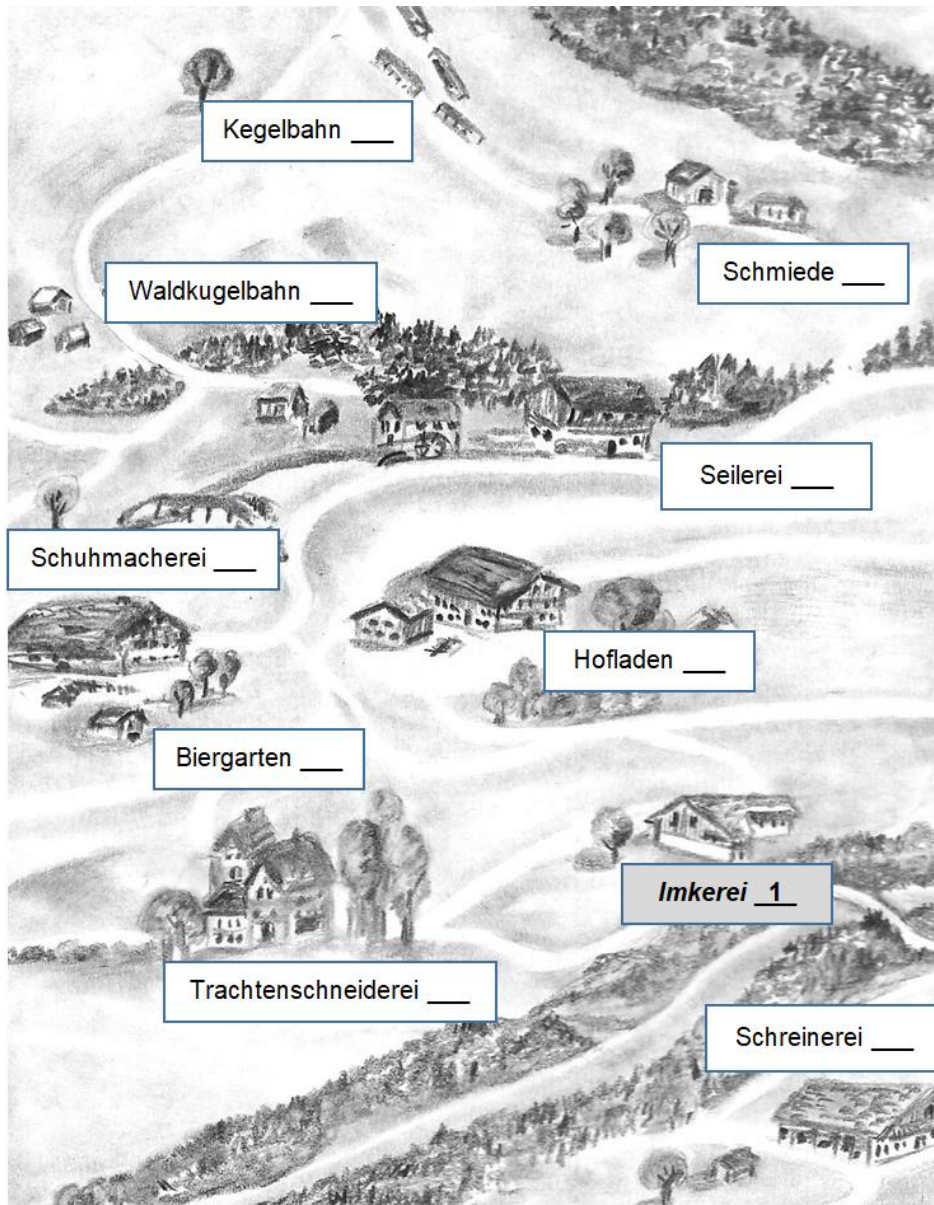 Kegelbahn ___
Schmiede ___
Waldkugelbahn ___
Seilerei ___
Schuhmacherei ___
Hofladen ___
Biergarten ___
Imkerei _1_
Trachtenschneiderei ___
Schreinerei ___